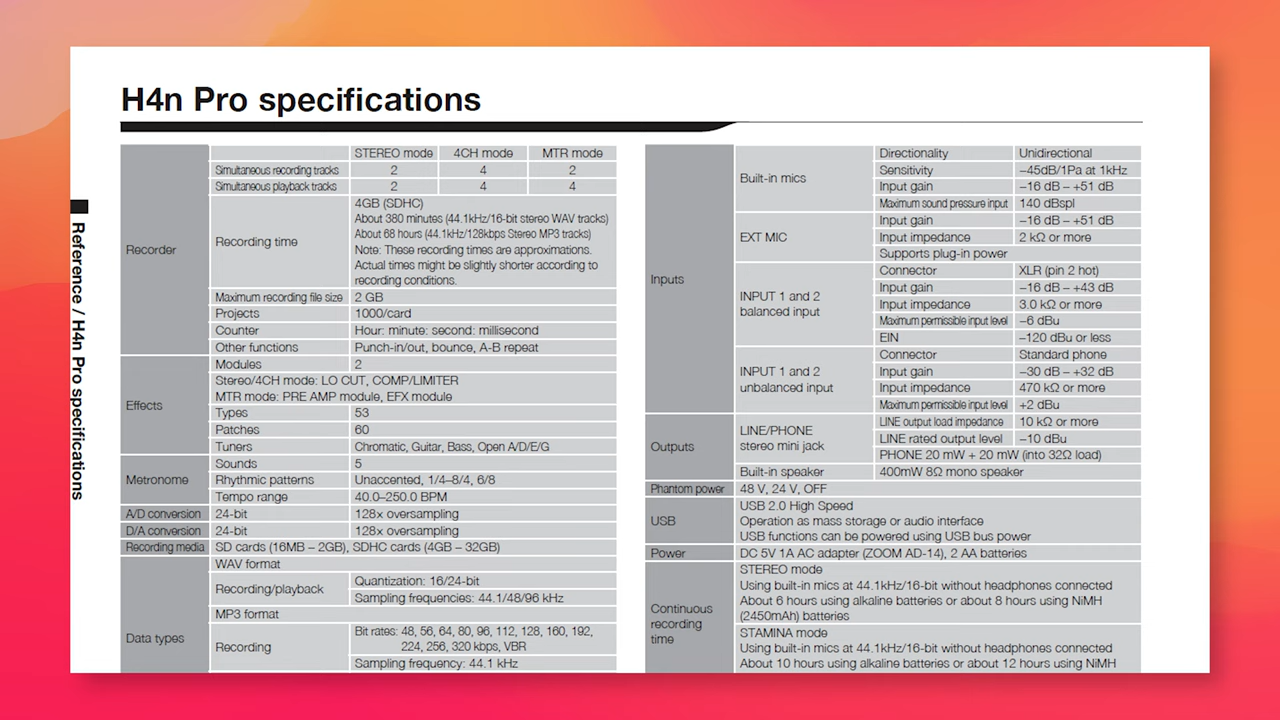 H4n Pro specifications
Reference / H4n Pro specifications
Recorder
STEREO mode 4CH mode MTR mode
Simultaneous recording tracks 2 4 2
Simultaneous playback tracks 2 4 4
Recording time
4GB (SDHC)
About 380 minutes (44.1kHz/16-bit stereo WAV tracks)
About 68 hours (44.1kHz/128kbps Stereo MP3 tracks)
Note: These recording times are approximations.
Actual times might be slightly shorter according to
recording conditions.
Maximum recording file size 2 GB
Projects 1000/card
Counter Hour: minute: second: millisecond
Other functions Punch-in/out, bounce, A-B repeat
Effects
Modules 2
Stereo/4CH mode: LO CUT, COMP/LIMITER
MTR mode: PRE AMP module, EFX module
Types 53
Patches 60
Tuners Chromatic, Guitar, Bass, Open A/D/E/G
Metronome
Sounds 5
Rhythmic patterns Unaccented, 1/4–8/4, 6/8
Tempo range 40.0–250.0 BPM
A/D conversion 24-bit 128× oversampling
D/A conversion 24-bit 128× oversampling
Recording media SD cards (16MB – 2GB), SDHC cards (4GB – 32GB)
Data types
WAV format
Recording/playback
Quantization: 16/24-bit
Sampling frequencies: 44.1/48/96 kHz
MP3 format
Recording
Bit rates: 48, 56, 64, 80, 96, 112, 128, 160, 192,
224, 256, 320 kbps, VBR
Sampling frequency: 44.1 kHz
Inputs
Built-in mics
Directionality Unidirectional
Sensitivity –45dB/1Pa at 1kHz
Input gain –16 dB – +51 dB
Maximum sound pressure input 140 dBspl
EXT MIC
Input gain –16 dB – +51 dB
Input impedance 2 kΩ or more
Supports plug-in power
INPUT 1 and 2
balanced input
Connector XLR (pin 2 hot)
Input gain –16 dB – +43 dB
Input impedance 3.0 kΩ or more
Maximum permissible input level –6 dBu
EIN –120 dBu or less
INPUT 1 and 2
unbalanced input
Connector Standard phone
Input gain –30 dB – +32 dB
Input impedance 470 kΩ or more
Maximum permissible input level +2 dBu
Outputs
LINE/PHONE
stereo mini jack
LINE output load impedance 10 kΩ or more
LINE rated output level –10 dBu
PHONE 20 mW + 20 mW (into 32Ω load)
Built-in speaker 400mW 8Ω mono speaker
Phantom power 48 V, 24 V, OFF
USB
USB 2.0 High Speed
Operation as mass storage or audio interface
USB functions can be powered using USB bus power
Power DC 5V 1A AC adapter (ZOOM AD-14), 2 AA batteries
Continuous
recording
time
STEREO mode
Using built-in mics at 44.1kHz/16-bit without headphones connected
About 6 hours using alkaline batteries or about 8 hours using NiMH
(2450mAh) batteries
STAMINA mode
Using built-in mics at 44.1kHz/16-bit without headphones connected
About 10 hours using alkaline batteries or about 12 hours using NiMH